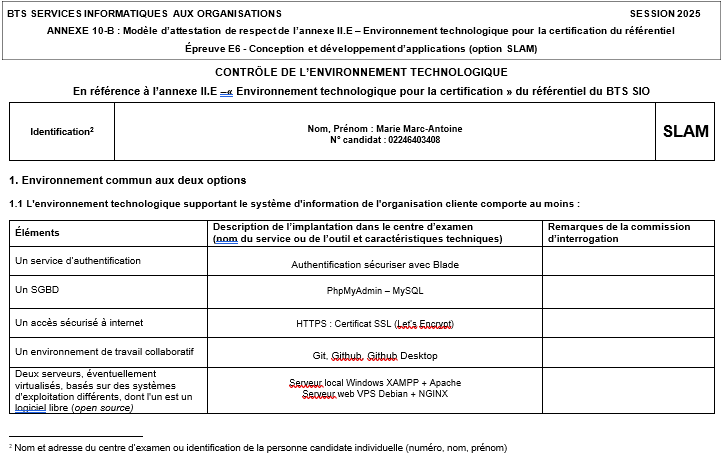 BTS SERVICES INFORMATIQUES AUX ORGANISATIONS SESSION 2025
ANNEXE 10-B : Modèle d'attestation de respect de l'annexe II.E – Environnement technologique pour la certification du référentiel
Épreuve E6 - Conception et développement d'applications (option SLAM)
CONTRÔLE DE L'ENVIRONNEMENT TECHNOLOGIQUE
En référence à l'annexe II.E –« Environnement technologique pour la certification » du référentiel du BTS SIO
Identification²
Nom, Prénom : Marie Marc-Antoine
N° candidat : 02246403408
SLAM
1. Environnement commun aux deux options
1.1 L'environnement technologique supportant le système d'information de l'organisation cliente comporte au moins :
Éléments
Description de l'implantation dans le centre d'examen
(nom du service ou de l'outil et caractéristiques techniques)
Remarques de la commission
d'interrogation
Un service d'authentification
Authentification sécuriser avec Blade
Un SGBD
PhpMyAdmin – MySQL
Un accès sécurisé à internet
HTTPS : Certificat SSL (Let's Encrypt)
Un environnement de travail collaboratif
Git, Github, Github Desktop
Deux serveurs, éventuellement
virtualisés, basés sur des systèmes
d'exploitation différents, dont l'un est un
logiciel libre (open source)
Serveur local Windows XAMPP + Apache
Serveur web VPS Debian + NGINX
² Nom et adresse du centre d'examen ou identification de la personne candidate individuelle (numéro, nom, prénom)